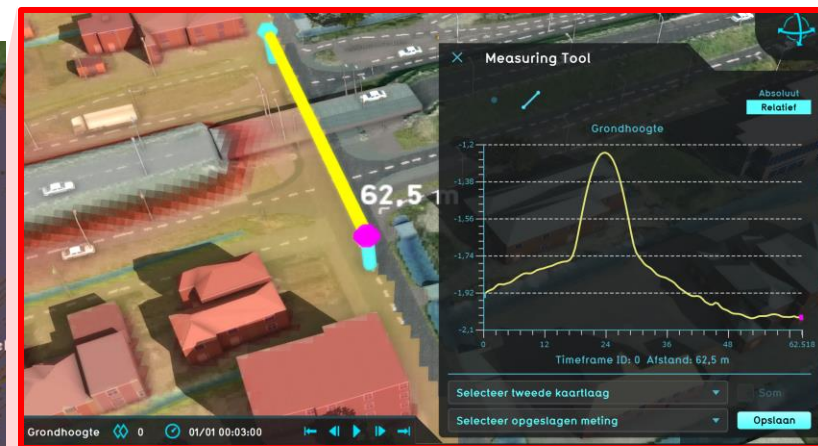 Measuring Tool
Absoluut
Relatief
Grondhoogte
-1,2
-1,38
-1,56
-1,74
-1,92
-2,1
0 12 24 36 48 62.518
Timeframe ID: 0 Afstand: 62,5 m
Selecteer tweede kaartlaag
Som
Selecteer opgeslagen meting
Opslaan
62,5 m
Grondhoogte 0 01/01 00:03:00